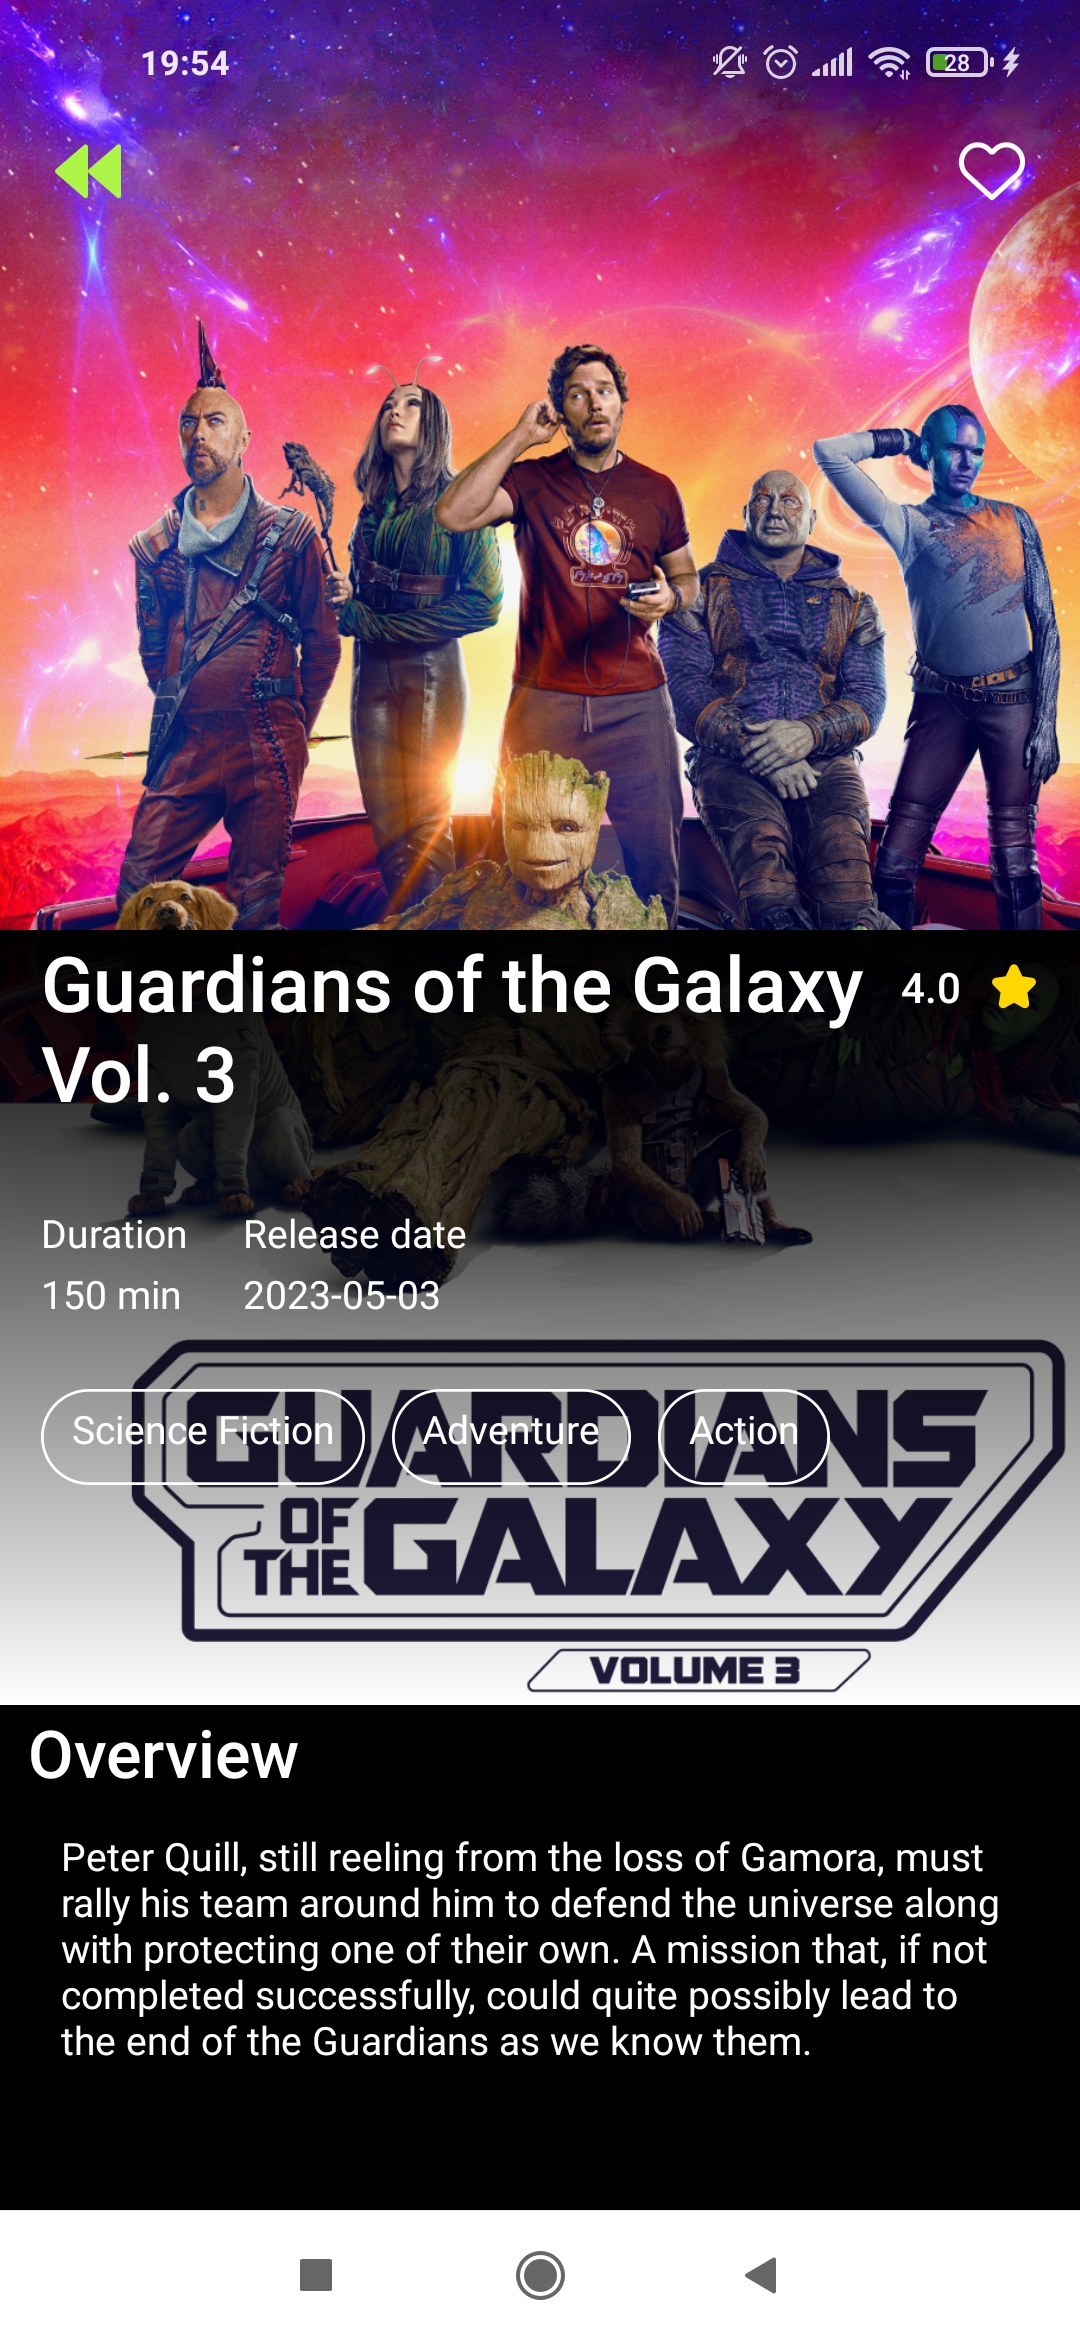 19:54
28
Guardians of the Galaxy
4.0
Vol. 3
Duration
Release date
150 min
2023-05-03
Science Fiction
Adventure
Action
GUARDIANS
OF
THE
GALAXY
VOLUME 3
Overview
Peter Quill, still reeling from the loss of Gamora, must
rally his team around him to defend the universe along
with protecting one of their own. A mission that, if not
completed successfully, could quite possibly lead to
the end of the Guardians as we know them.